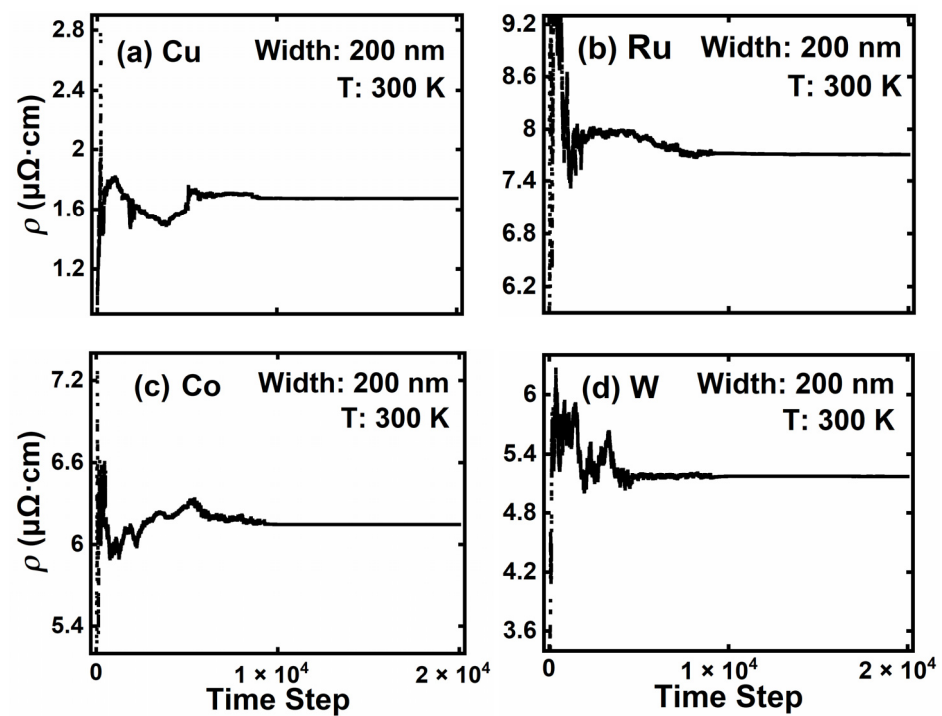 (a) Cu
Width: 200 nm
T: 300 K
2.8
2.4
2
1.6
1.2
ρ (μΩ·cm)
(b) Ru
Width: 200 nm
T: 300 K
9.2
8.6
8
7.4
6.8
6.2
(c) Co
Width: 200 nm
T: 300 K
7.2
6.6
6
5.4
ρ (μΩ·cm)
0
1 × 10⁴
2 × 10⁴
Time Step
(d) W
Width: 200 nm
T: 300 K
6
5.4
4.8
4.2
3.6
0
1 × 10⁴
2 × 10⁴
Time Step